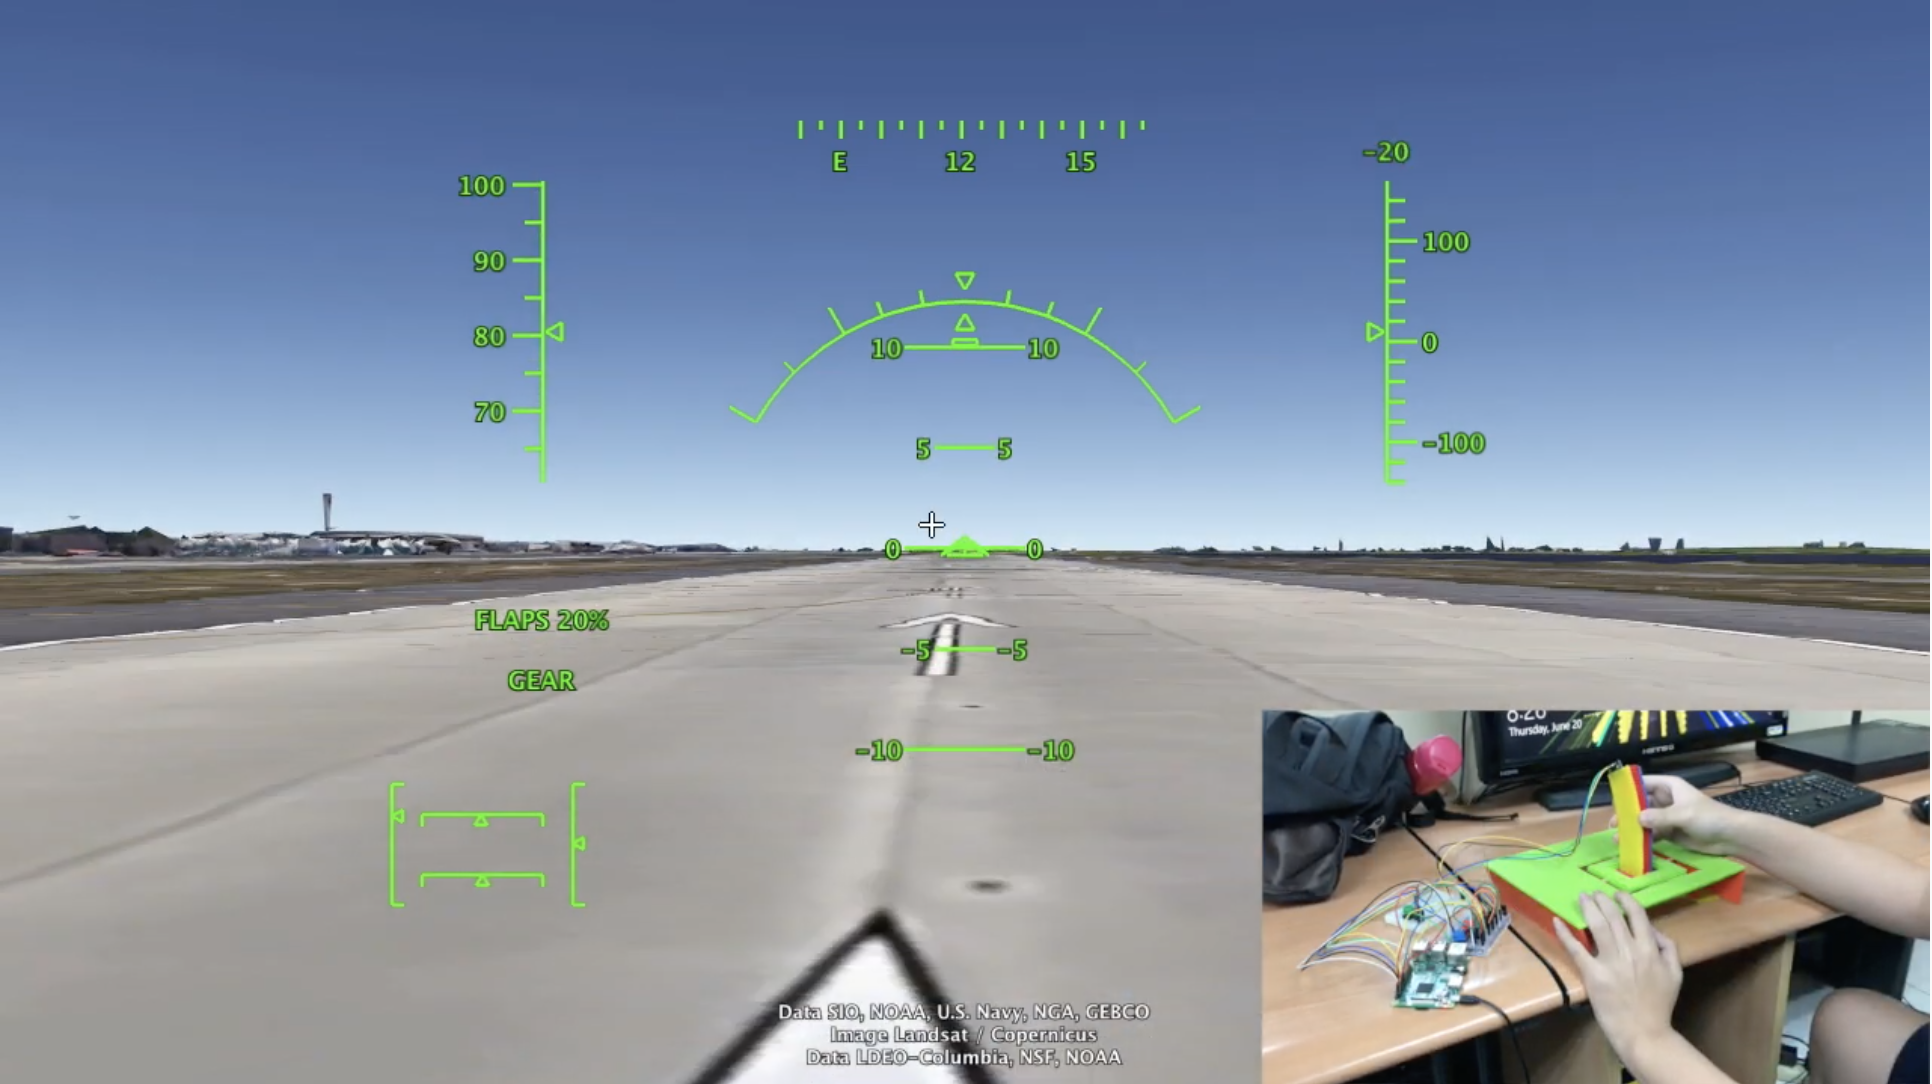 E 12 15
-20
100
90
80
70
100
0
-100
10 10
5 5
0 0
-5 -5
-10 -10
FLAPS 20%
GEAR
8:26
Thursday, June 20
Data SIO, NOAA, U.S. Navy, NGA, GEBCO
Image Landsat / Copernicus
Data LDEO-Columbia, NSF, NOAA